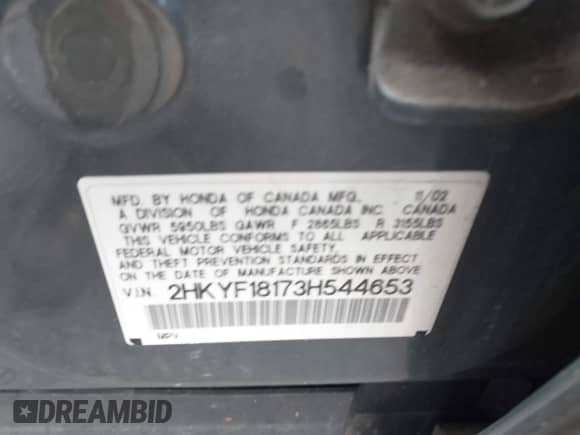 MFD. BY HONDA OF CANADA MFG., 11/02
A DIVISION OF HONDA CANADA INC. CANADA
GVWR 5950LBS GAWR F 2865LBS R 3155LBS
THIS VEHICLE CONFORMS TO ALL APPLICABLE
FEDERAL MOTOR VEHICLE SAFETY,
AND THEFT PREVENTION STANDARDS IN EFFECT
ON THE DATE OF MANUFACTURE SHOWN ABOVE
V.I.N. 2HKYF18173H544653
MPV
DREAMBID